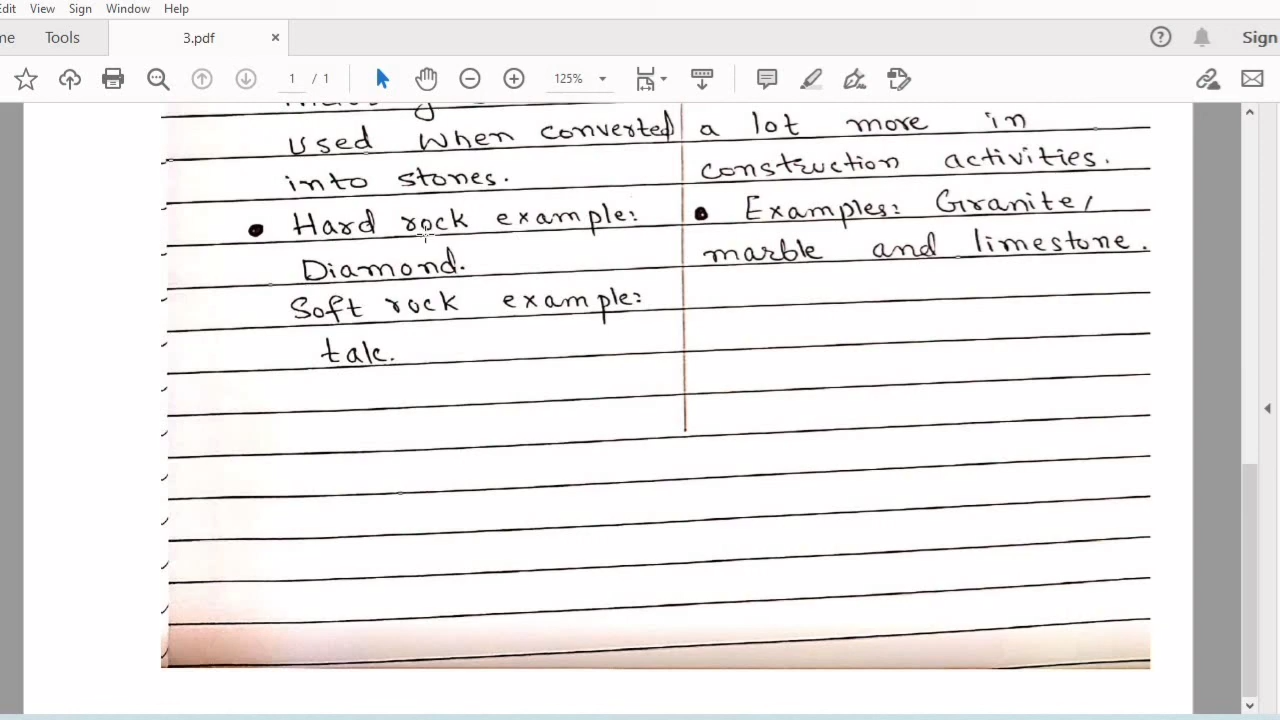 Edit View Sign Window Help
me Tools 3.pdf × Sign
1 / 1 125%
used when converted
into stones.
Hard rock example:
Diamond.
Soft rock example:
talc.
a lot more in
construction activities.
Examples: Granite,
marble and limestone.